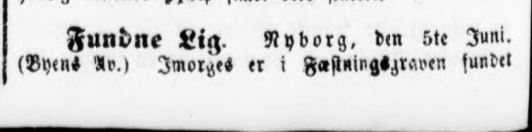 Fundne Lig. Nyborg, den 5te Juni.
(Byens Av.) Imorges er i Fæstningsgraven fundet